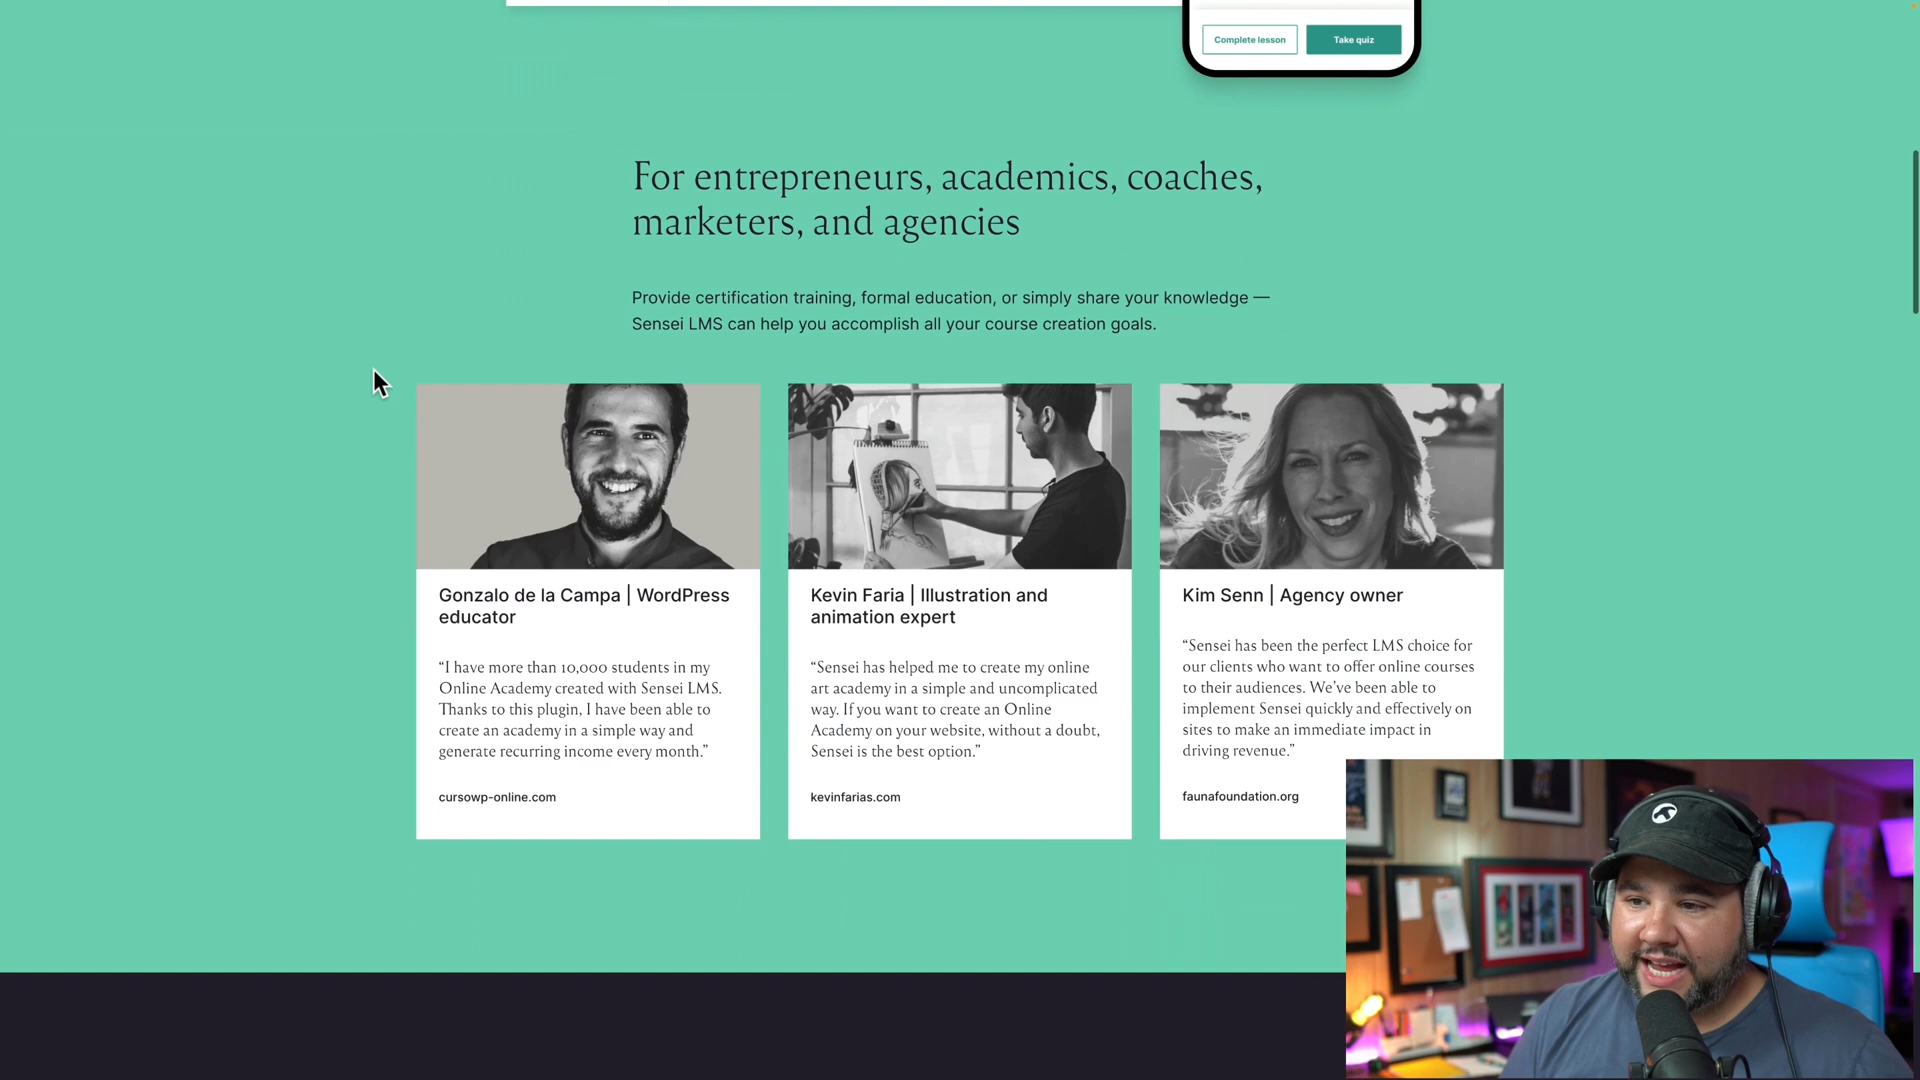 Complete lesson
Take quiz
For entrepreneurs, academics, coaches,
marketers, and agencies
Provide certification training, formal education, or simply share your knowledge —
Sensei LMS can help you accomplish all your course creation goals.
Gonzalo de la Campa | WordPress
educator
“I have more than 10,000 students in my
Online Academy created with Sensei LMS.
Thanks to this plugin, I have been able to
create an academy in a simple way and
generate recurring income every month.”
cursowp-online.com
Kevin Faria | Illustration and
animation expert
“Sensei has helped me to create my online
art academy in a simple and uncomplicated
way. If you want to create an Online
Academy on your website, without a doubt,
Sensei is the best option.”
kevinfarias.com
Kim Senn | Agency owner
“Sensei has been the perfect LMS choice for
our clients who want to offer online courses
to their audiences. We’ve been able to
implement Sensei quickly and effectively on
sites to make an immediate impact in
driving revenue.”
faunafoundation.org